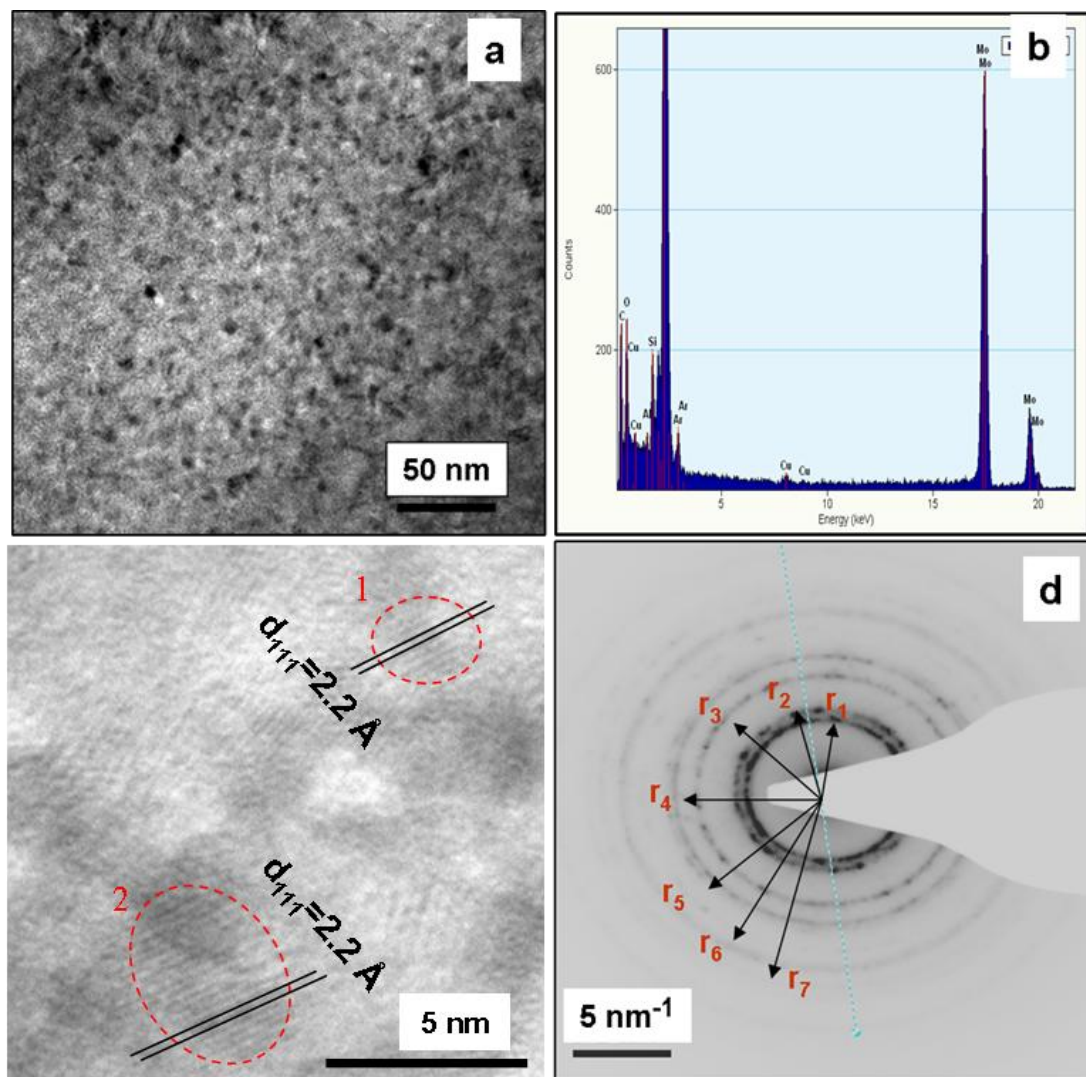 a
50 nm
b
Mo
Mo
600
400
200
Counts
O
C
Cu
Si
Cu
Al
Ar
Ar
Cu
Cu
Mo
Mo
5
10
15
20
Energy (keV)
1
d₁₁₁=2.2 Å
2
d₁₁₁=2.2 Å
5 nm
d
r₁
r₂
r₃
r₄
r₅
r₆
r₇
5 nm⁻¹